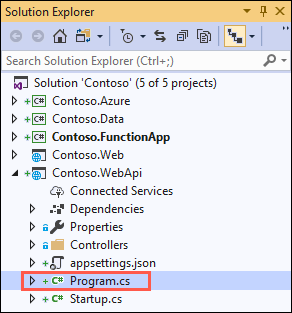 Solution Explorer
Search Solution Explorer (Ctrl+;)
Solution 'Contoso' (5 of 5 projects)
C# Contoso.Azure
C# Contoso.Data
C# Contoso.FunctionApp
Contoso.Web
Contoso.WebApi
Connected Services
Dependencies
Properties
Controllers
appsettings.json
C# Program.cs
C# Startup.cs